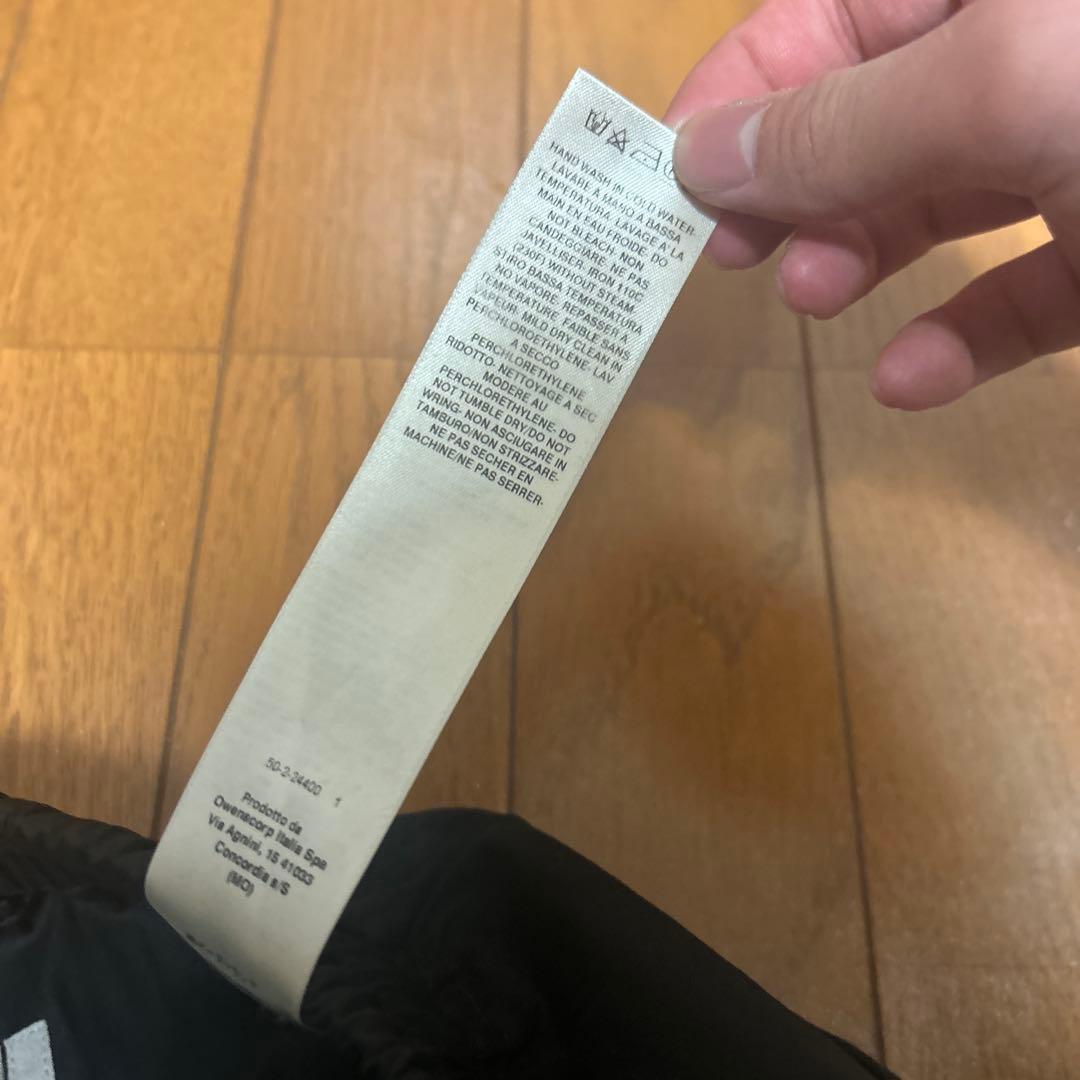 HAND WASH IN COLD WATER-
LAVARE A MANO A BASSA
TEMPERATURA. LAVAGE A' LA
MAIN EN EAU FROIDE. DO
NOT BLEACH. NON
CANDEGGIARE. NE PAS
JAVELLISER. IRON 110C
(230F) WITHOUT STEAM.
STIRO BASSA TEMPERATURA
NO VAPORE. REPASSER A
TEMPERATURE FAIBLE SANS
VAPEUR. MILD DRY CLEAN IN
PERCHLOROETHYLENE- LAV
A SECCO
PERCHLORETHYLENE
RIDOTTO- NETTOYAGE A SEC
MODERE AU
PERCHLORETHYLENE- DO
NOT TUMBLE DRY/DO NOT
WRING- NON ASCIUGARE IN
TAMBURO/NON STRIZZARE-
NE PAS SECHER EN
MACHINE/NE PAS SERRER-
50-2-24400 1
Prodotto da
Owenscorp Italia Spa
Via Agnini, 15 41033
Concordia s/S
(MO)